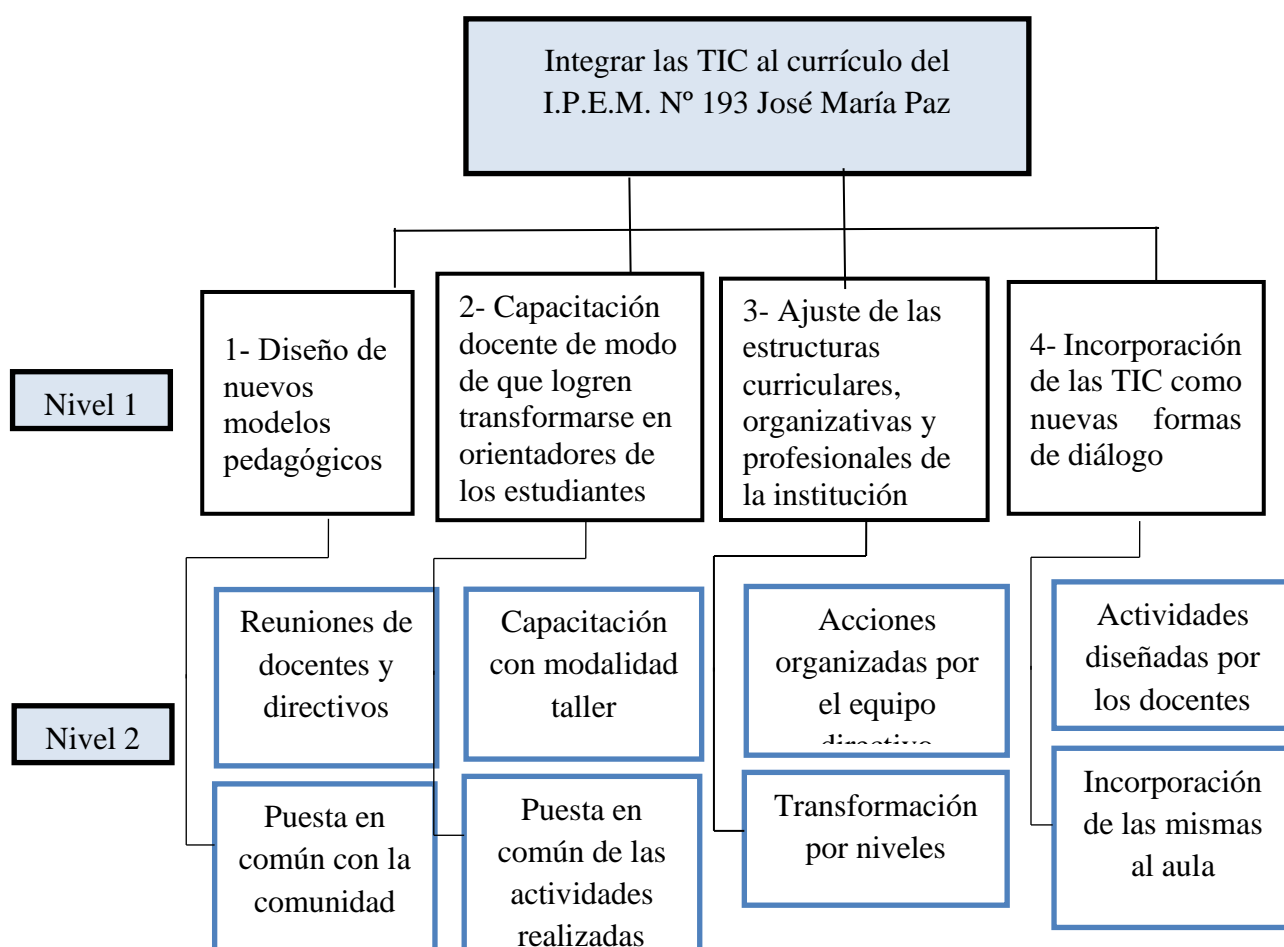 Integrar las TIC al currículo del
I.P.E.M. Nº 193 José María Paz
Nivel 1
1- Diseño de
nuevos
modelos
pedagógicos
2- Capacitación
docente de modo
de que logren
transformarse en
orientadores de
los estudiantes
3- Ajuste de las
estructuras
curriculares,
organizativas y
profesionales de
la institución
4- Incorporación
de las TIC como
nuevas formas
de diálogo
Nivel 2
Reuniones de
docentes y
directivos
Capacitación
con modalidad
taller
Acciones
organizadas por
el equipo
directivo
Actividades
diseñadas por
los docentes
Puesta en
común con la
comunidad
Puesta en
común de las
actividades
realizadas
Transformación
por niveles
Incorporación
de las mismas
al aula